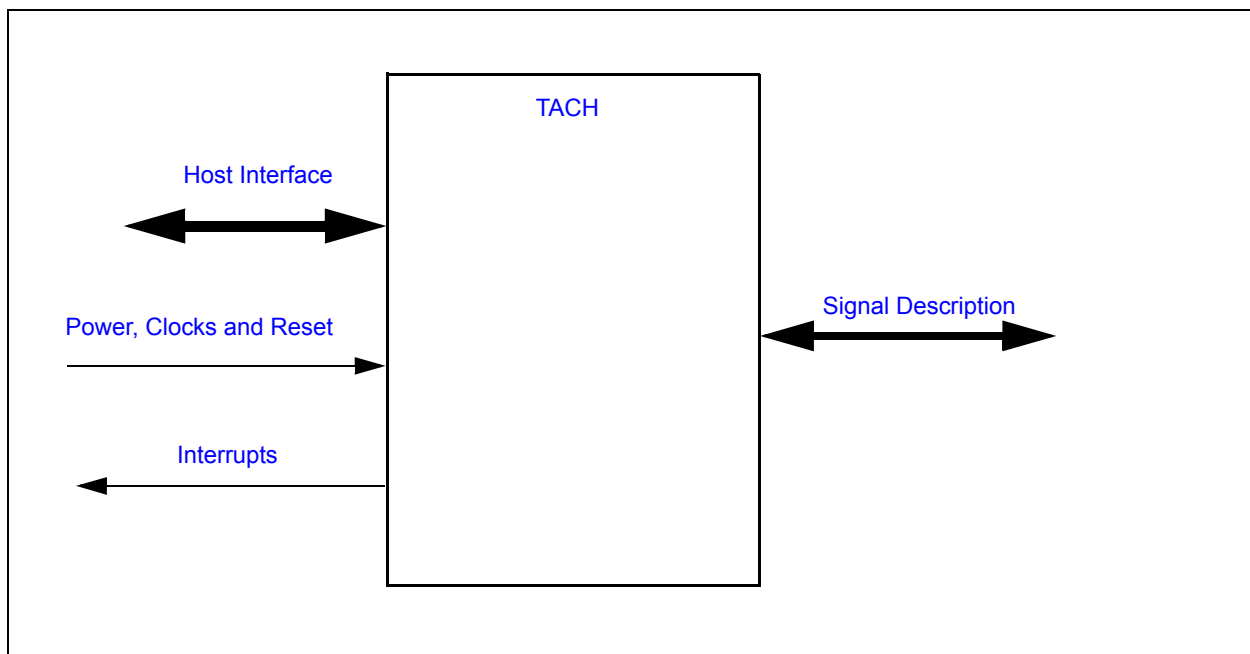 TACH
Host Interface
Power, Clocks and Reset
Signal Description
Interrupts